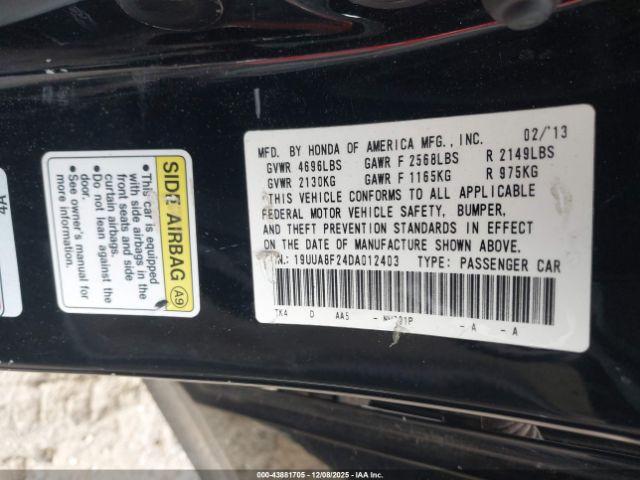 MFD. BY HONDA OF AMERICA MFG., INC. 02/'13
GVWR 4696LBS GAWR F 2568LBS R 2149LBS
GVWR 2130KG GAWR F 1165KG R 975KG
THIS VEHICLE CONFORMS TO ALL APPLICABLE
FEDERAL MOTOR VEHICLE SAFETY, BUMPER,
AND THEFT PREVENTION STANDARDS IN EFFECT
ON THE DATE OF MANUFACTURE SHOWN ABOVE.
19UUA8F24DA012403 TYPE: PASSENGER CAR
TK4 D AA5 - - A - A
SIDE AIRBAG A9
• This car is equipped
with side airbags in the
front seats and side
curtain airbags.
• Do not lean against the
door.
• See owner's manual for
more information.
4A
00-43881705 - 12/08/2025 - IAAI.com